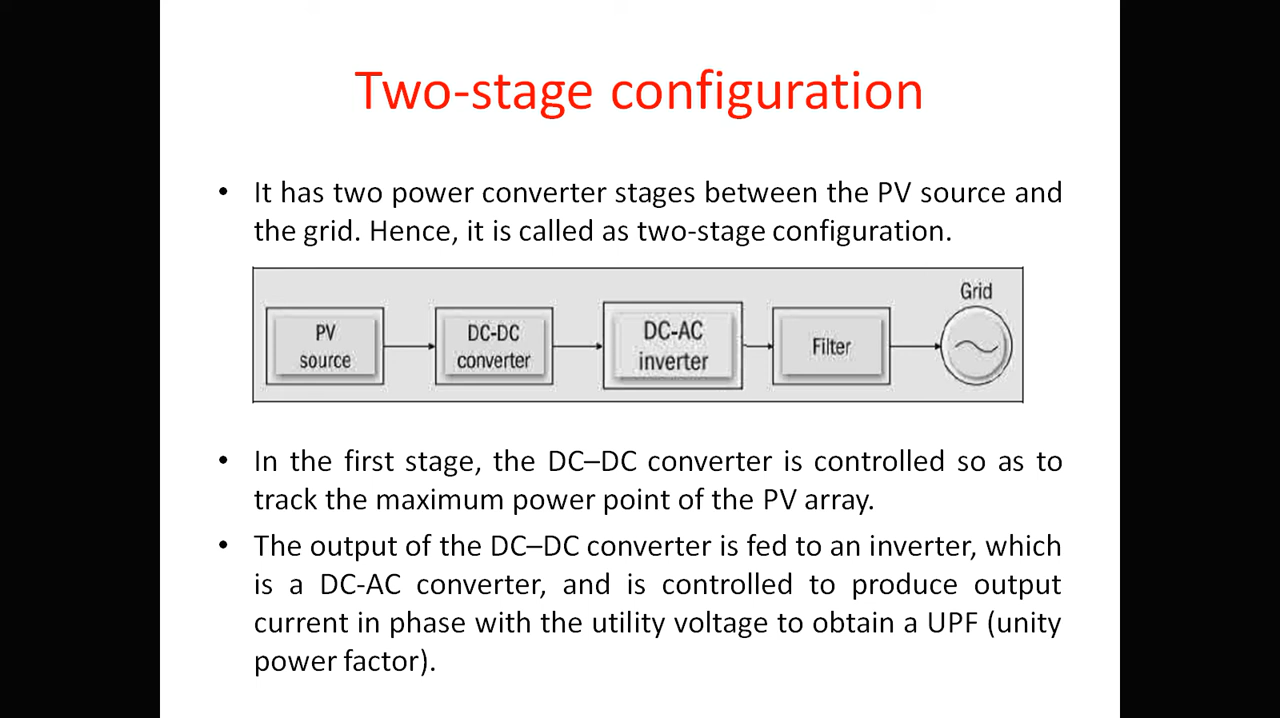 Two-stage configuration
• It has two power converter stages between the PV source and
the grid. Hence, it is called as two-stage configuration.
Grid
PV
source
DC-DC
converter
DC-AC
inverter
Filter
• In the first stage, the DC–DC converter is controlled so as to
track the maximum power point of the PV array.
• The output of the DC–DC converter is fed to an inverter, which
is a DC-AC converter, and is controlled to produce output
current in phase with the utility voltage to obtain a UPF (unity
power factor).